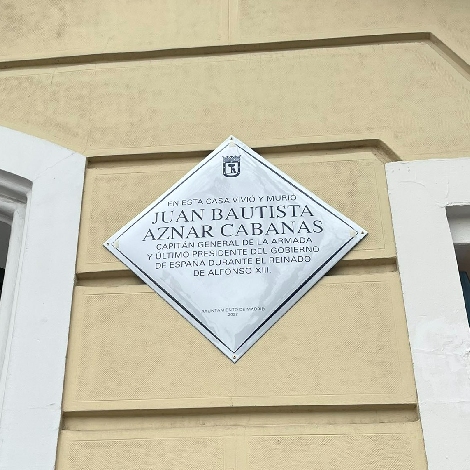 EN ESTA CASA VIVIÓ Y MURIÓ
JUAN BAUTISTA
AZNAR CABANAS
CAPITÁN GENERAL DE LA ARMADA
Y ÚLTIMO PRESIDENTE DEL GOBIERNO
DE ESPAÑA DURANTE EL REINADO
DE ALFONSO XIII.
AYUNTAMIENTO DE MADRID